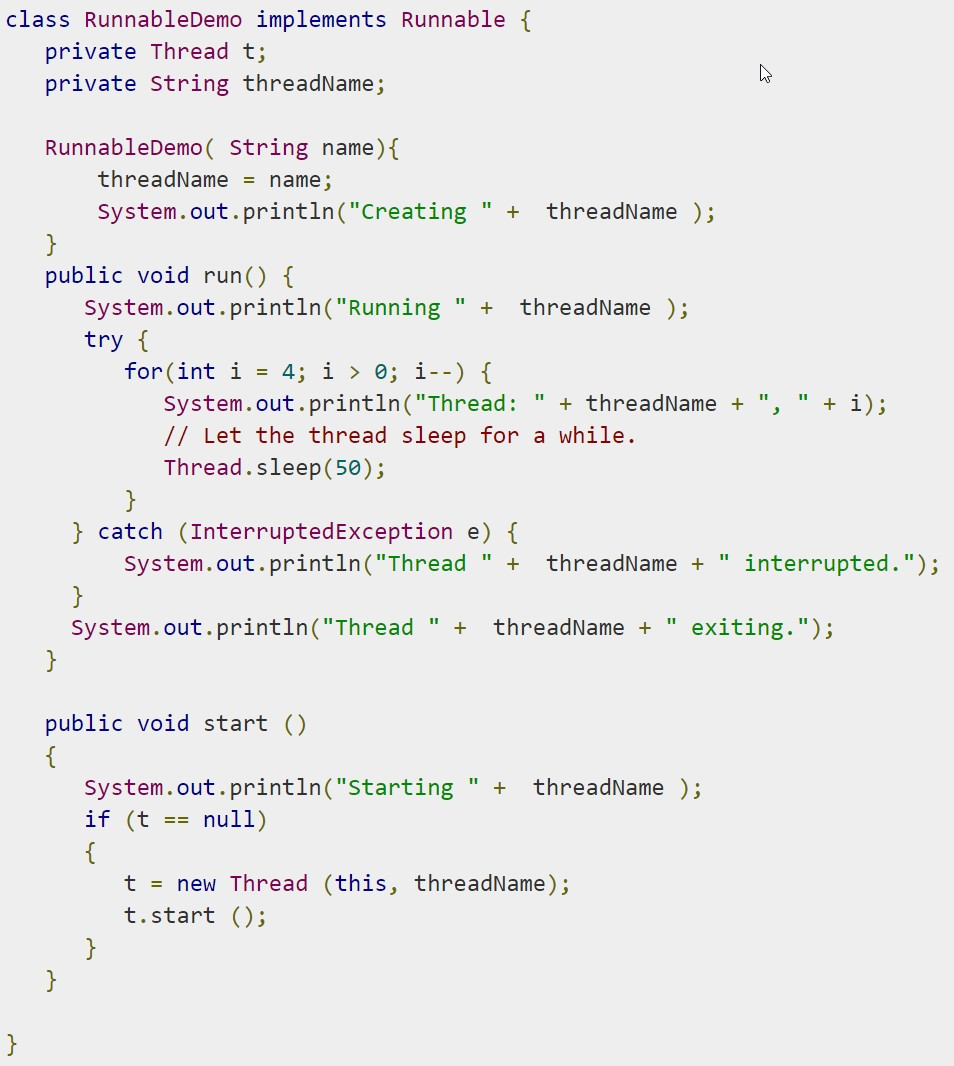 class RunnableDemo implements Runnable {
   private Thread t;
   private String threadName;

   RunnableDemo( String name){
       threadName = name;
       System.out.println("Creating " +  threadName );
   }
   public void run() {
      System.out.println("Running " +  threadName );
      try {
         for(int i = 4; i > 0; i--) {
            System.out.println("Thread: " + threadName + ", " + i);
            // Let the thread sleep for a while.
            Thread.sleep(50);
         }
     } catch (InterruptedException e) {
         System.out.println("Thread " +  threadName + " interrupted.");
     }
     System.out.println("Thread " +  threadName + " exiting.");
   }

   public void start ()
   {
      System.out.println("Starting " +  threadName );
      if (t == null)
      {
         t = new Thread (this, threadName);
         t.start ();
      }
   }

}